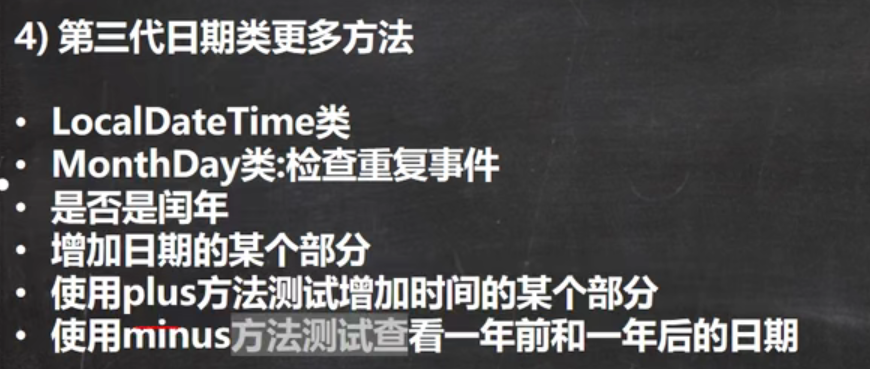 4) 第三代日期类更多方法
• LocalDateTime类
• MonthDay类:检查重复事件
• 是否是闰年
• 增加日期的某个部分
• 使用plus方法测试增加时间的某个部分
• 使用minus方法测试查看一年前和一年后的日期